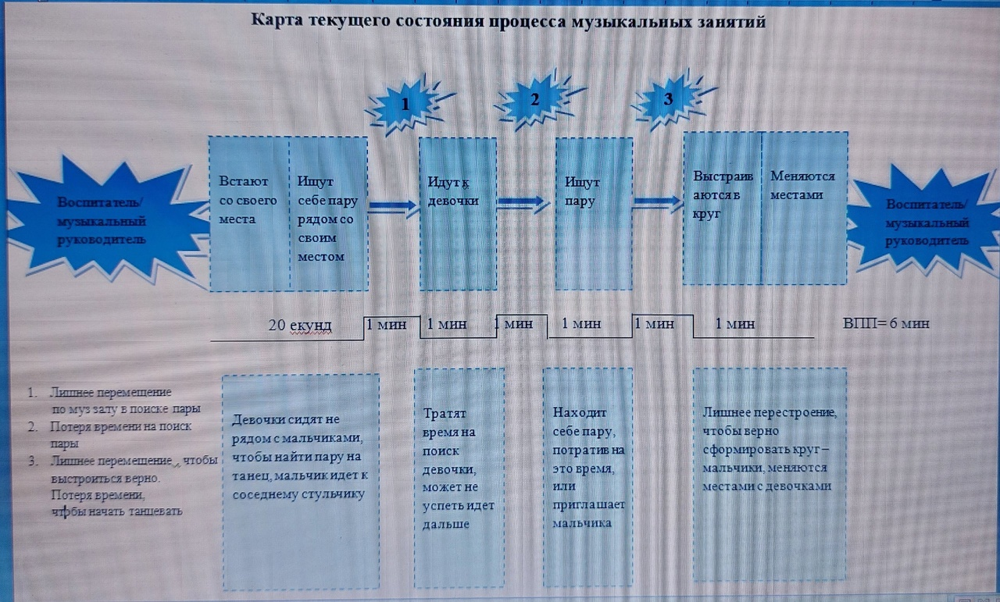 Карта текущего состояния процесса музыкальных занятий
1
2
3
Воспитатель/
музыкальный
руководитель
Встают
со своего
места
Ищут
себе пару
рядом со
своим
местом
Идут к
девочки
Ищут
пару
Выстраив
аются в
круг
Меняются
местами
Воспитатель/
музыкальный
руководитель
20 екунд
1 мин
1 мин
1 мин
1 мин
1 мин
1 мин
ВПП= 6 мин
1. Лишнее перемещение
по муз залу в поиске пары
2. Потеря времени на поиск
пары
3. Лишнее перемещение , чтобы
выстроиться верно.
Потеря времени,
чтобы начать танцевать
Девочки сидят не
рядом с мальчиками,
чтобы найти пару на
танец, мальчик идет к
соседнему стульчику
Тратят
время на
поиск
девочки,
может не
успеть идет
дальше
Находит
себе пару,
потратив на
это время,
или
приглашает
мальчика
Лишнее перестроение,
чтобы верно
сформировать круг –
мальчики, меняются
местами с девочками